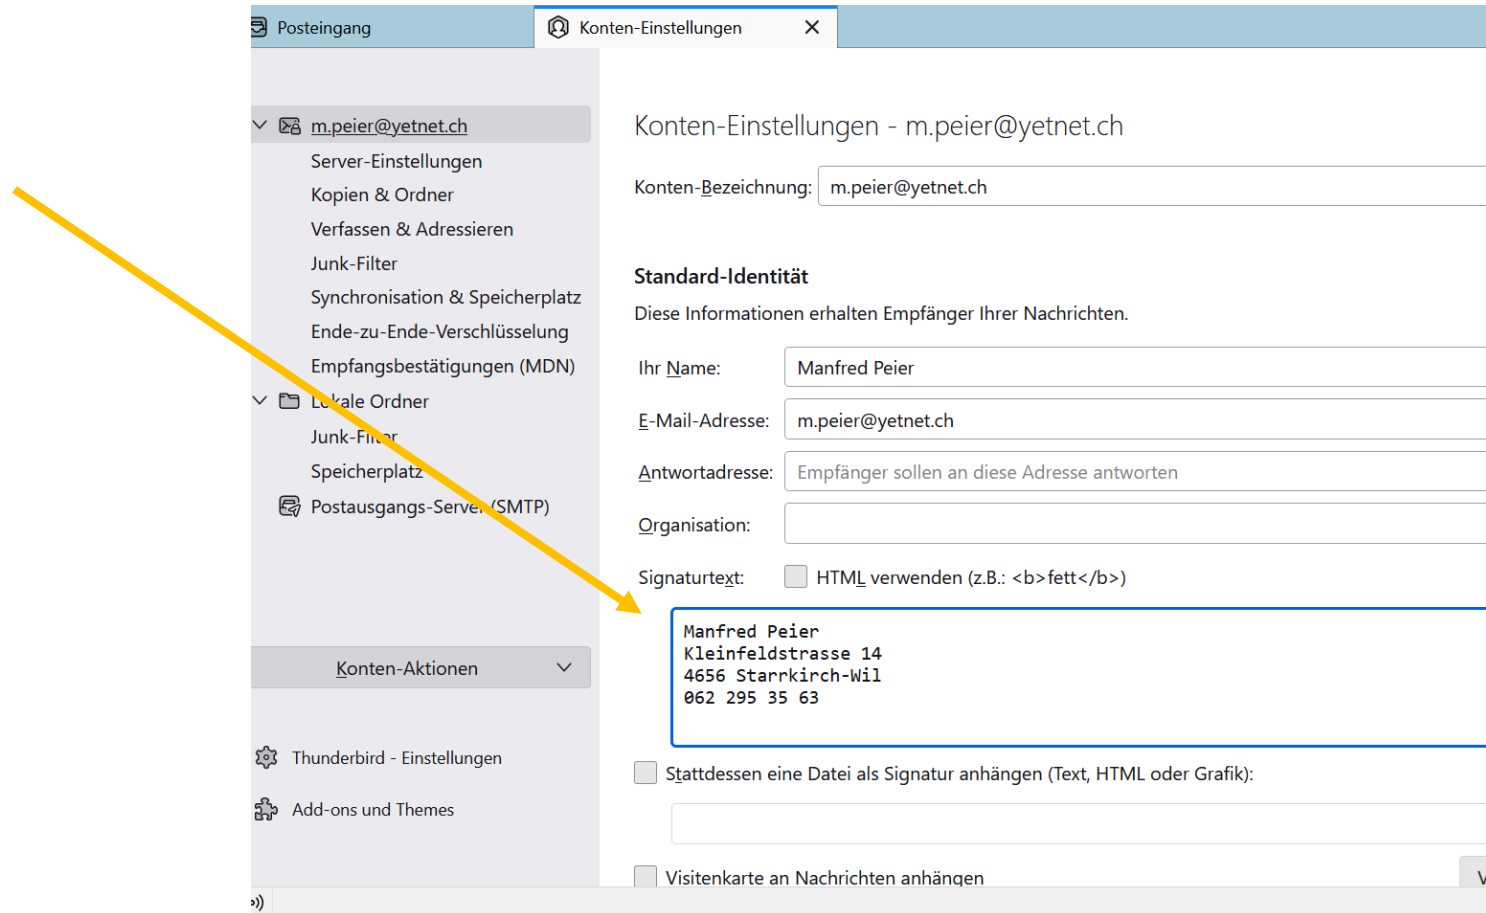 Posteingang
Konten-Einstellungen
m.peier@yetnet.ch
Server-Einstellungen
Kopien & Ordner
Verfassen & Adressieren
Junk-Filter
Synchronisation & Speicherplatz
Ende-zu-Ende-Verschlüsselung
Empfangsbestätigungen (MDN)
Lokale Ordner
Junk-Filter
Speicherplatz
Postausgangs-Server (SMTP)
Konten-Aktionen
Thunderbird - Einstellungen
Add-ons und Themes
Konten-Einstellungen - m.peier@yetnet.ch
Konten-Bezeichnung: m.peier@yetnet.ch
Standard-Identität
Diese Informationen erhalten Empfänger Ihrer Nachrichten.
Ihr Name: Manfred Peier
E-Mail-Adresse: m.peier@yetnet.ch
Antwortadresse: Empfänger sollen an diese Adresse antworten
Organisation:
Signaturtext: HTML verwenden (z.B.: <b>fett</b>)
Manfred Peier
Kleinfeldstrasse 14
4656 Starrkirch-Wil
062 295 35 63
Stattdessen eine Datei als Signatur anhängen (Text, HTML oder Grafik):
Visitenkarte an Nachrichten anhängen